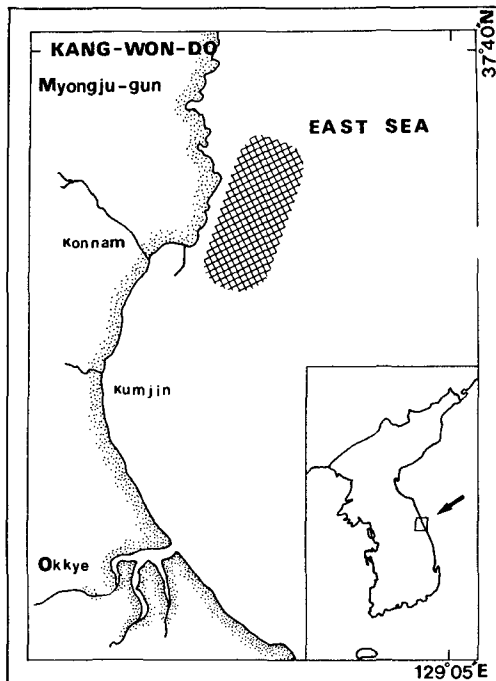 KANG-WON-DO
37°40'N
Myongju-gun
EAST SEA
Konnam
Kumjin
Okkye
129°05'E